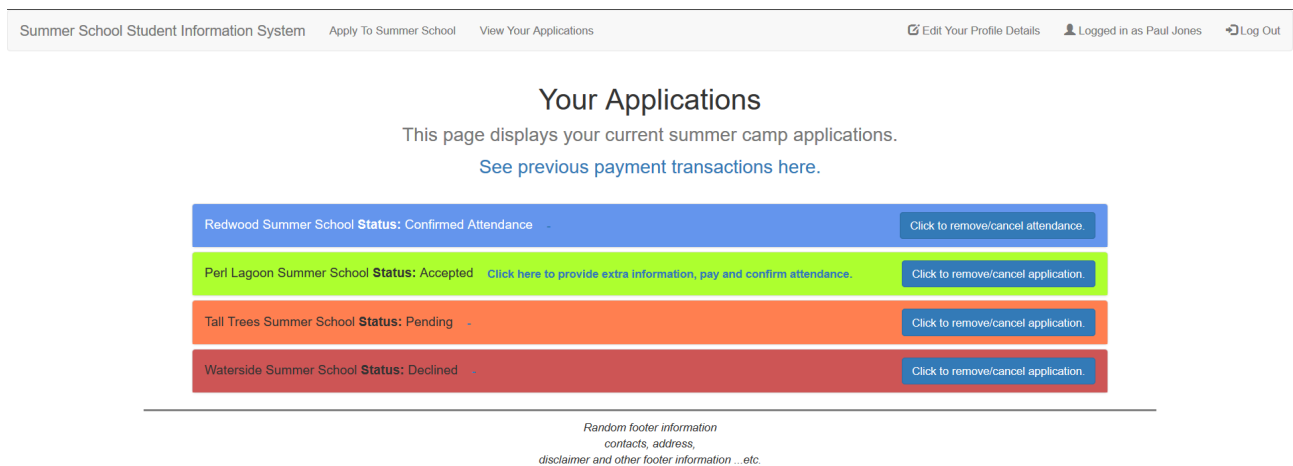 Summer School Student Information System Apply To Summer School View Your Applications Edit Your Profile Details Logged in as Paul Jones Log Out
Your Applications
This page displays your current summer camp applications.
See previous payment transactions here.
Redwood Summer School Status: Confirmed Attendance - Click to remove/cancel attendance.
Perl Lagoon Summer School Status: Accepted Click here to provide extra information, pay and confirm attendance. Click to remove/cancel application.
Tall Trees Summer School Status: Pending - Click to remove/cancel application.
Waterside Summer School Status: Declined - Click to remove/cancel application.
Random footer information
contacts, address,
disclaimer and other footer information ...etc.